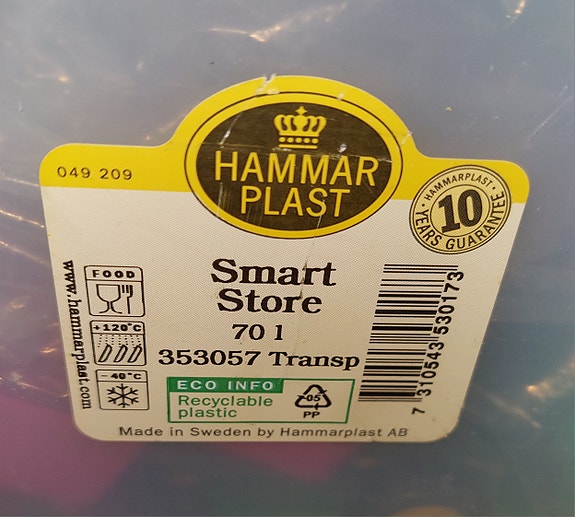 049 209
HAMMAR
PLAST
HAMMARPLAST
10
YEARS GUARANTEE
Smart
Store
70 l
353057 Transp
FOOD
+120°C
-40°C
www.hammarplast.com
ECO INFO
Recyclable
plastic
05
PP
7 310543 530173
Made in Sweden by Hammarplast AB